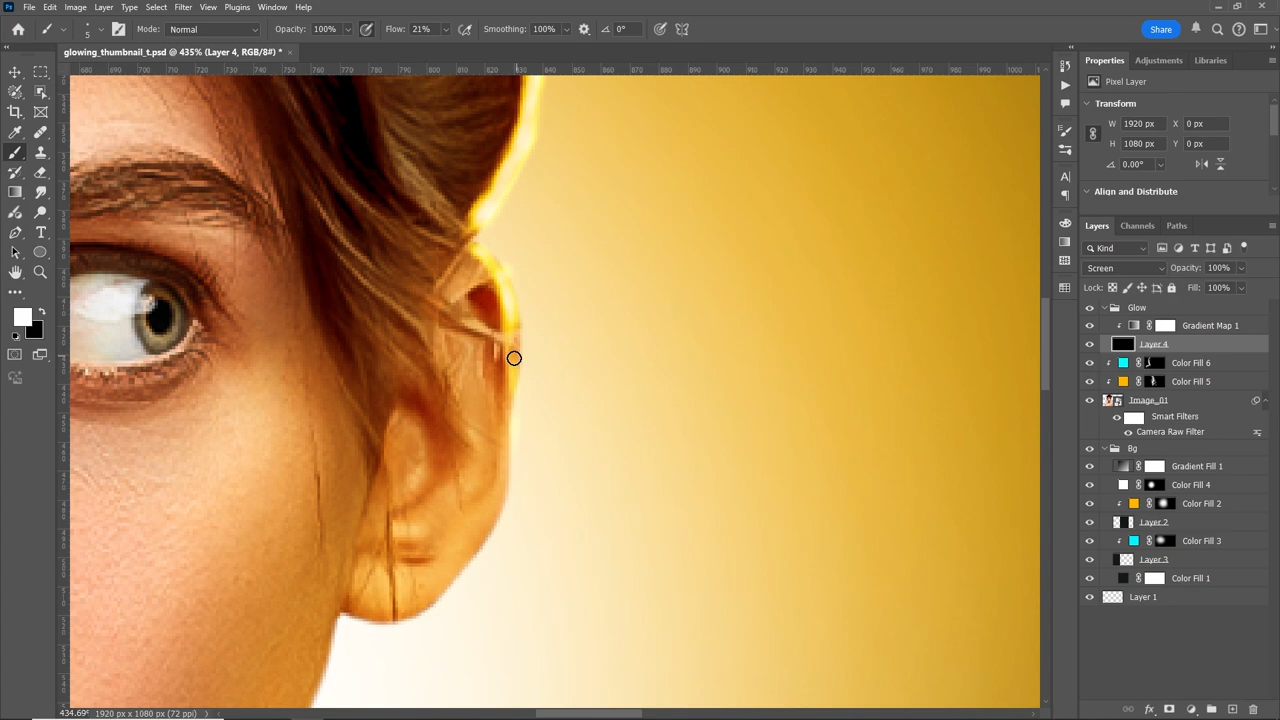 Ps File Edit Image Layer Type Select Filter View Plugins Window Help
5 Mode: Normal Opacity: 100% Flow: 21% Smoothing: 100% 0° Share
glowing_thumbnail_t.psd @ 435% (Layer 4, RGB/8#) * ×
680 690 700 710 720 730 740 750 760 770 780 790 800 810 820 830 840 850 860 870 880 890 900 910 920 930 940 950 960 970 980 990 1000
Properties Adjustments Libraries
Pixel Layer
Transform
W 1920 px X 0 px
H 1080 px Y 0 px
0.00°
Align and Distribute
Layers Channels Paths
Kind
Screen Opacity: 100%
Lock: Fill: 100%
Glow
Gradient Map 1
Layer 4
Color Fill 6
Color Fill 5
Image_01
Smart Filters
Camera Raw Filter
Bg
Gradient Fill 1
Color Fill 4
Color Fill 2
Layer 2
Color Fill 3
Layer 3
Color Fill 1
Layer 1
434.69% 1920 px x 1080 px (72 ppi)